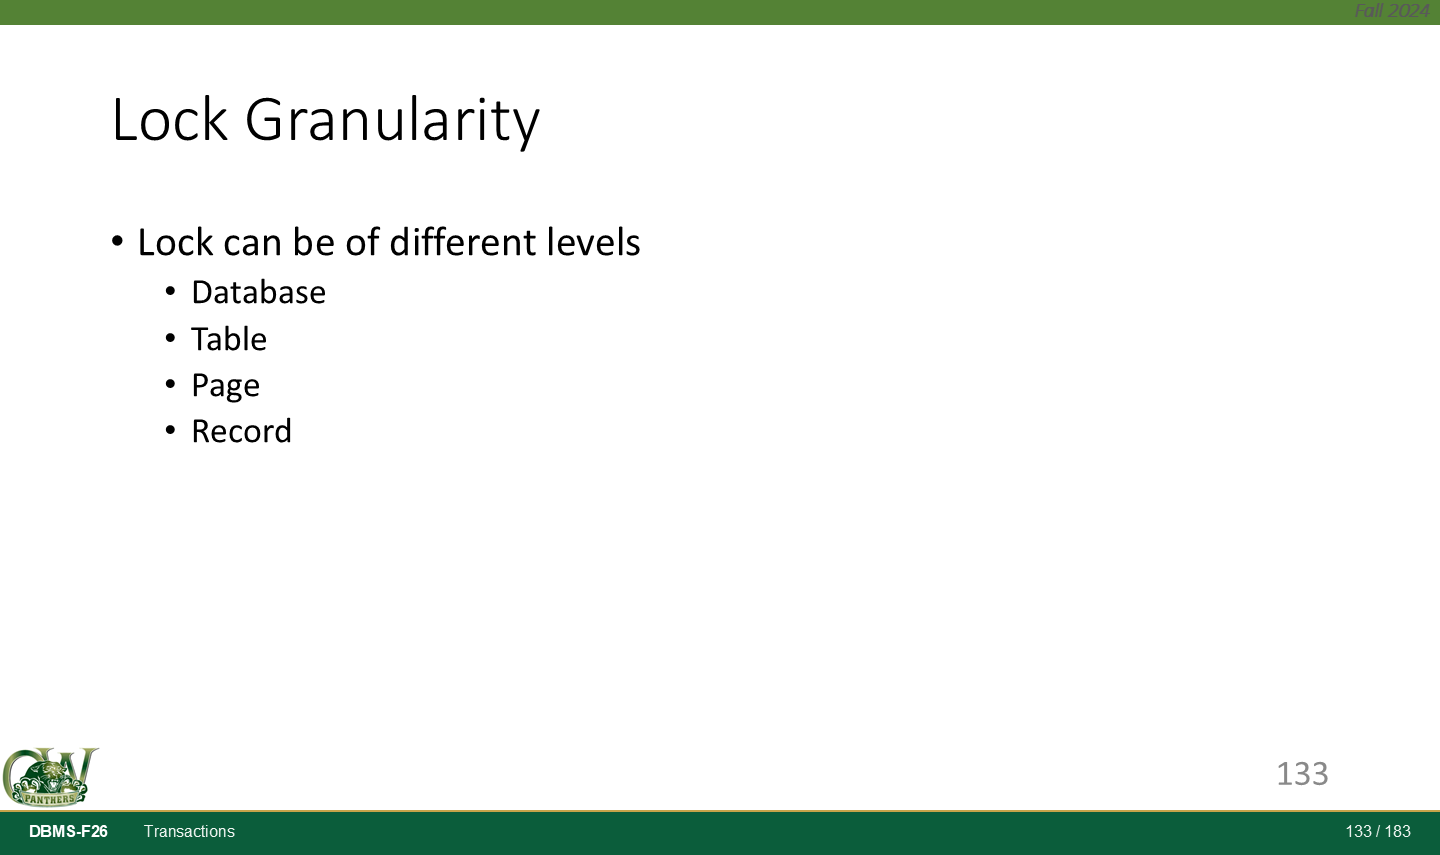 Fall 2024
Lock Granularity
• Lock can be of different levels
• Database
• Table
• Page
• Record
OW
PANTHERS
133
DBMS-F26 Transactions 133 / 183